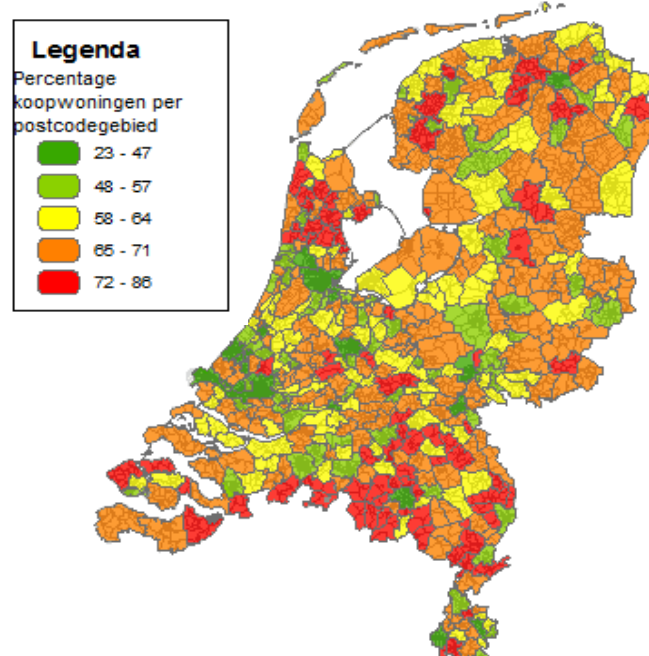 Legenda
Percentage
koopwoningen per
postcodegebied
23 - 47
48 - 57
58 - 64
65 - 71
72 - 86